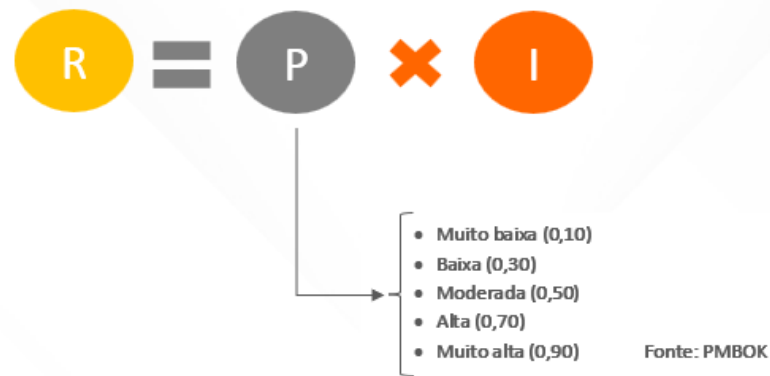 R = P × I
• Muito baixa (0,10)
• Baixa (0,30)
• Moderada (0,50)
• Alta (0,70)
• Muito alta (0,90) Fonte: PMBOK